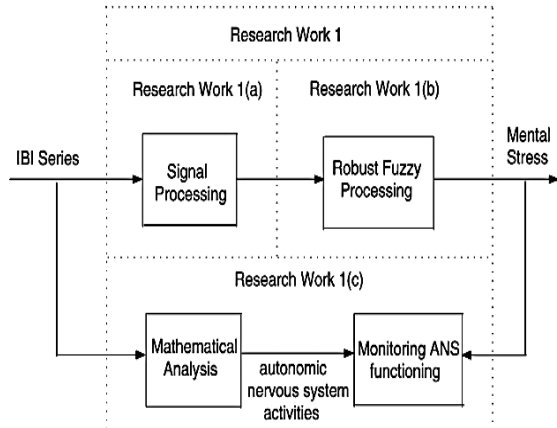 Research Work 1
Research Work 1(a)
Research Work 1(b)
IBI Series
Signal
Processing
Robust Fuzzy
Processing
Mental
Stress
Research Work 1(c)
Mathematical
Analysis
autonomic
nervous system
activities
Monitoring ANS
functioning